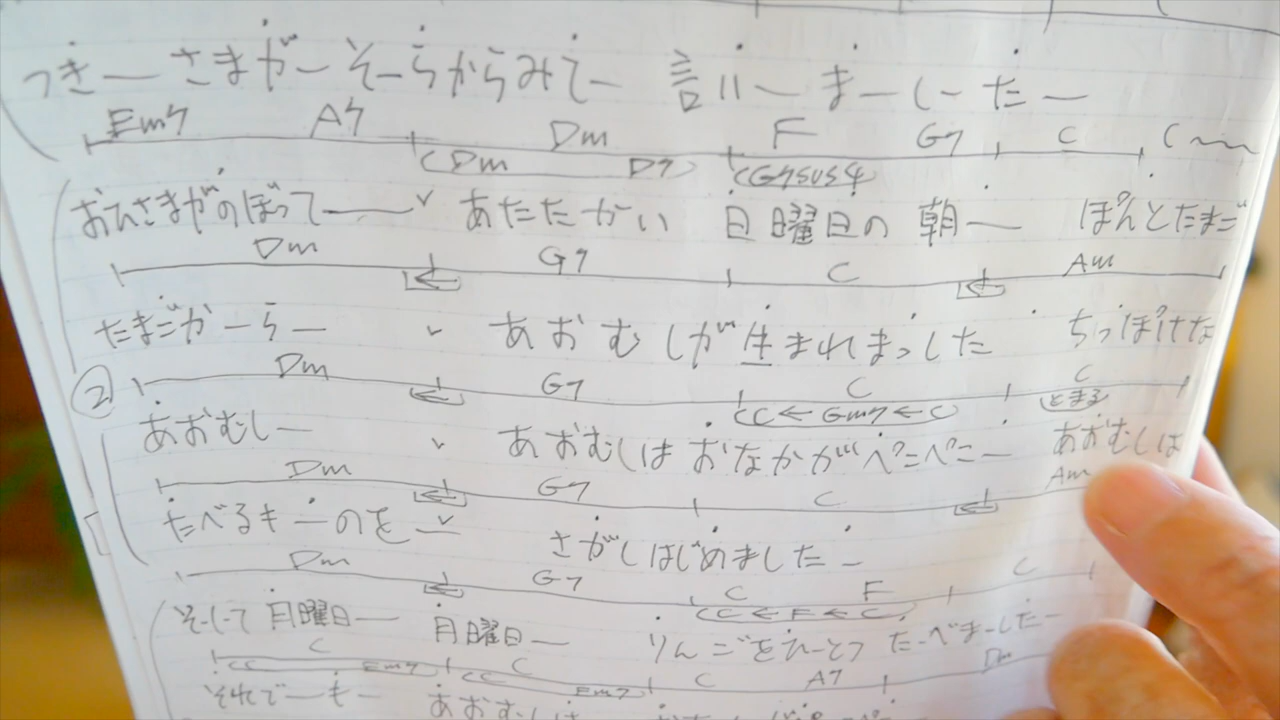 つきーさまがーそーらからみてー 言いーまーしーたー
Em7 A7 Dm F G7 C C〜
(Dm D7) (G7sus4
おひさまがのぼってー✓ あたたかい 日曜日の朝ー ぽんとたまご
Dm ← G7 C ← Am
たまごかーらー ✓ あおむしが生まれまっした ちっぽけな
② Dm ← G7 C C
(C←Gm7←C) (とまる)
あおむしー ✓ あおむしはおなかがペコペコー あおむしは
Dm ← G7 C ← Am
たべるもーのをー✓ さがしはじめましたー
Dm ← G7 C F C
(C←F←C)
そーしーて月曜日ー 月曜日ー りんごをひーとつ たーべまーしたー
C C C A7 Dm
(C Em7) (C Em7)
それでーもー あおむしは